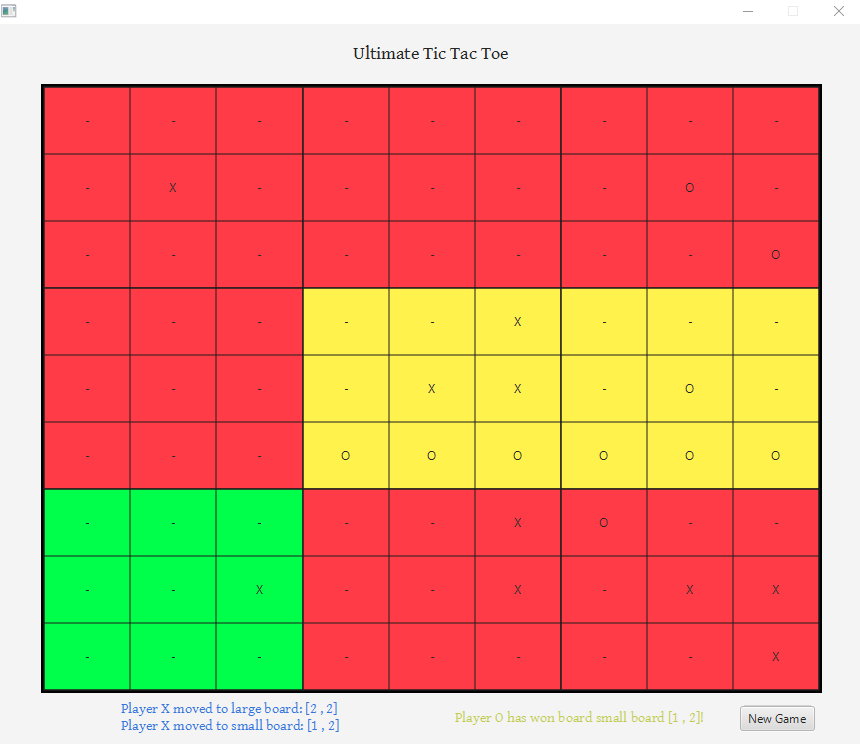 Ultimate Tic Tac Toe
- - - - - - - - -
- X - - - - - O -
- - - - - - - - O
- - - - - X - - -
- - - - X X - O -
- - - O O O O O O
- - - - - X O - -
- - X - - X - X X
- - - - - - - - X
Player X moved to large board: [2 , 2]
Player X moved to small board: [1 , 2]
Player O has won board small board [1 , 2]!
New Game